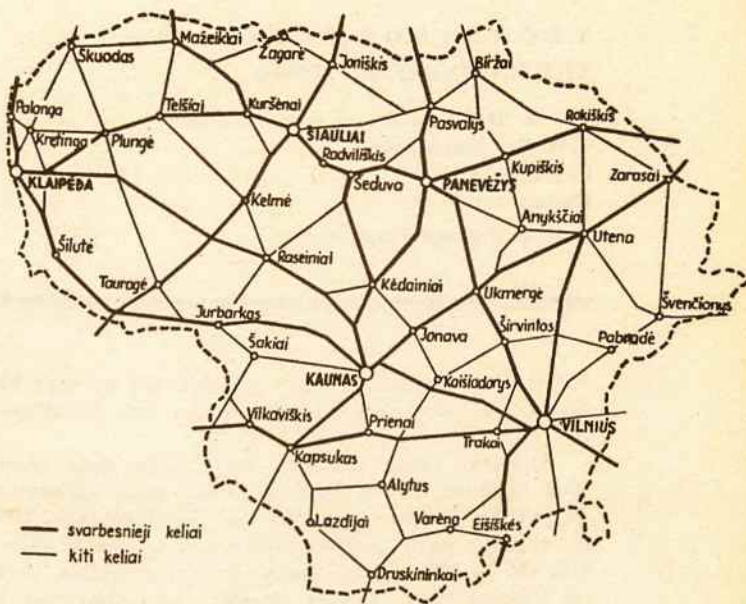 Mažeikiai
Skuodas
Žagarė
Joniškis
Biržai
Palanga
Kretinga
Plungė
Telšiai
Kuršėnai
ŠIAULIAI
Pasvalys
Rokiškis
Radviliškis
Šeduva
PANEVĖŽYS
Kupiškis
Zarasai
KLAIPĖDA
Kelmė
Anykščiai
Utena
Šilutė
Tauragė
Raseiniai
Kėdainiai
Ukmergė
Švenčionys
Jurbarkas
Jonava
Širvintos
Pabradė
Šakiai
KAUNAS
Kaišiadorys
Vilkaviškis
Prienai
Trakai
VILNIUS
Kapsukas
Alytus
Lazdijai
Varėna
Eišiškės
Druskininkai
svarbesnieji keliai
kiti keliai